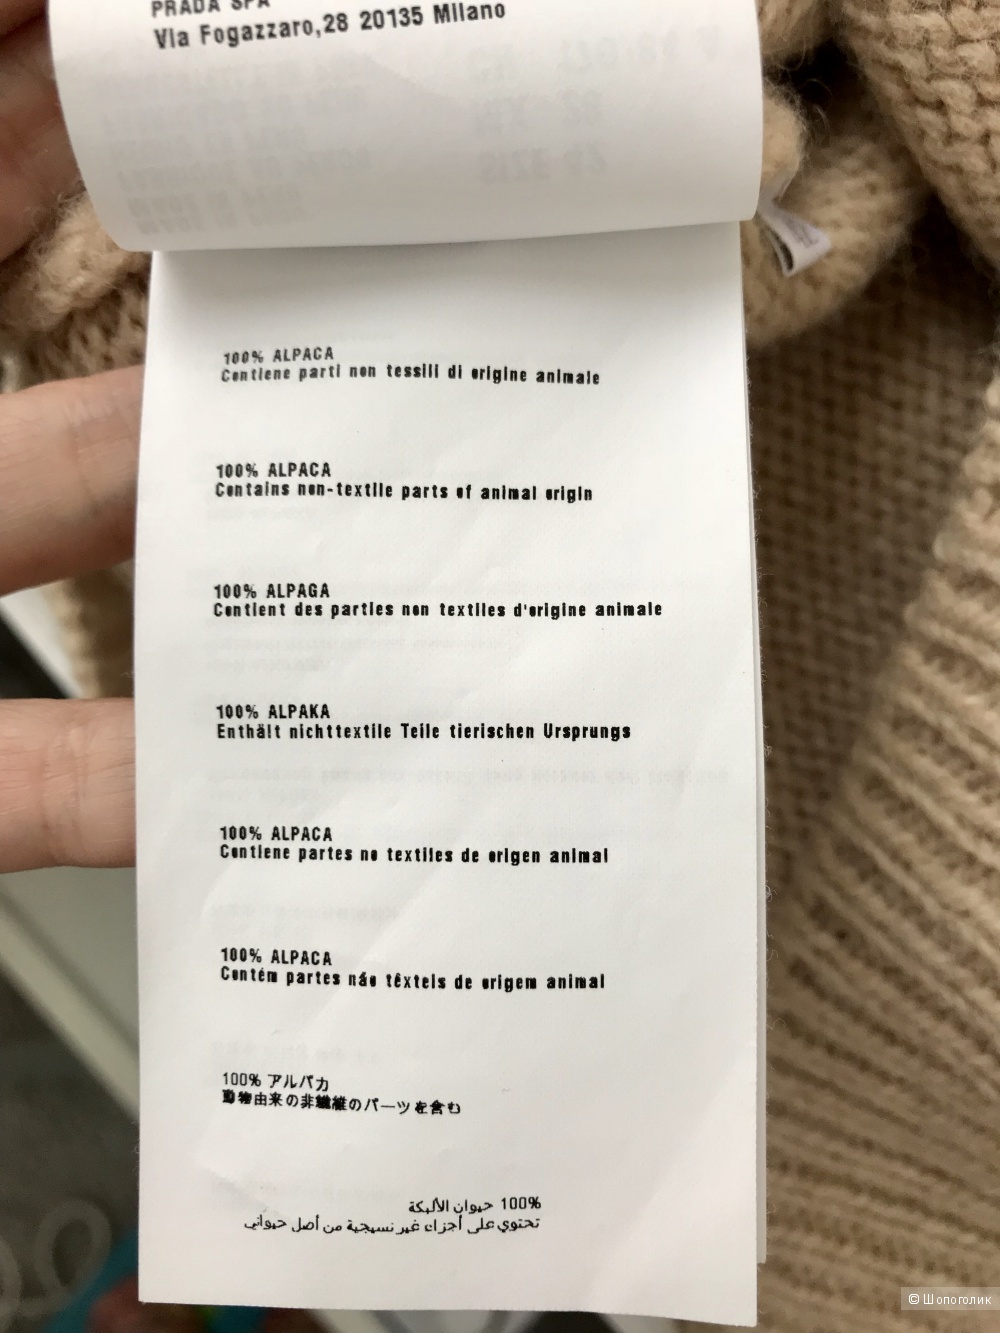 PRADA SPA
Via Fogazzaro,28 20135 Milano
100% ALPACA
Contiene parti non tessili di origine animale
100% ALPACA
Contains non-textile parts of animal origin
100% ALPAGA
Contient des parties non textiles d'origine animale
100% ALPAKA
Enthält nichttextile Teile tierischen Ursprungs
100% ALPACA
Contiene partes no textiles de origen animal
100% ALPACA
Contém partes não têxteis de origem animal
100% アルパカ
動物由来の非繊維のパーツを含む
100% حيوان الألبكة
تحتوي على أجزاء غير نسيجية من أصل حيواني
© Шопоголик